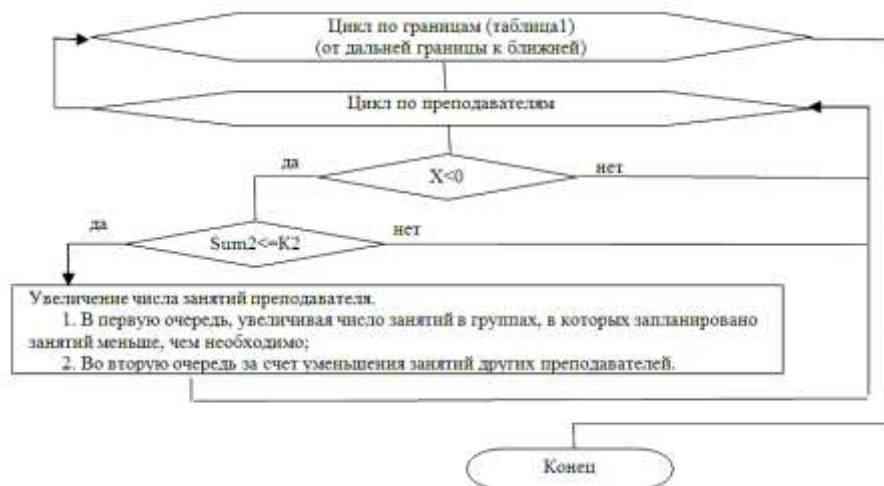 Цикл по границам (таблица1)
(от дальней границы к ближней)
Цикл по преподавателям
да
X<0
нет
да
Sum2<=K2
нет
Увеличение числа занятий преподавателя.
1. В первую очередь, увеличивая число занятий в группах, в которых запланировано
занятий меньше, чем необходимо;
2. Во вторую очередь за счет уменьшения занятий других преподавателей.
Конец